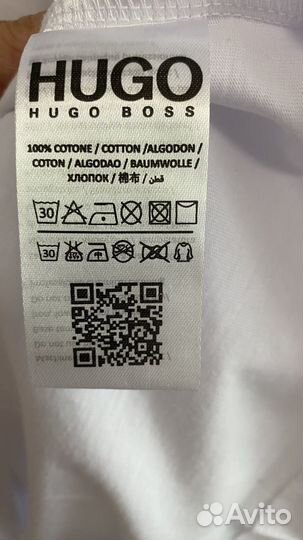 HUGO
HUGO BOSS
100% COTONE / COTTON /ALGODON /
COTON / ALGODAO / BAUMWOLLE /
ХЛОПОК / 棉布 / قطن /
30
30
Avito